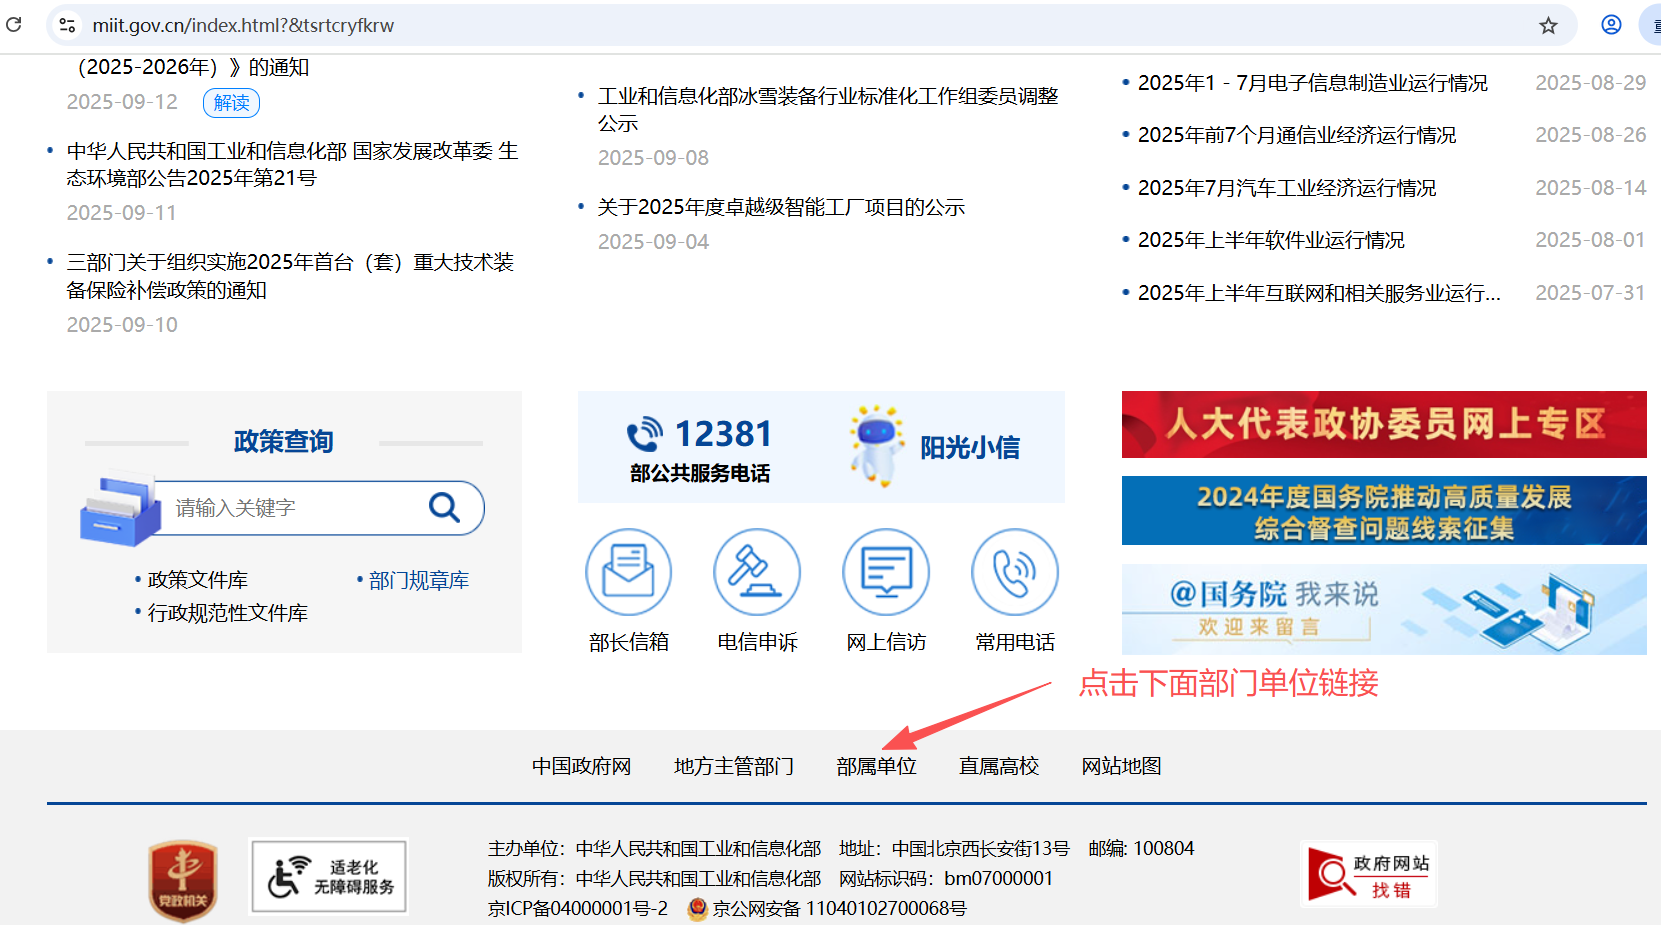 miit.gov.cn/index.html?&tsrtcryfkrw
（2025-2026年）》的通知
2025-09-12 解读
中华人民共和国工业和信息化部 国家发展改革委 生
态环境部公告2025年第21号
2025-09-11
三部门关于组织实施2025年首台（套）重大技术装
备保险补偿政策的通知
2025-09-10
工业和信息化部冰雪装备行业标准化工作组委员调整
公示
2025-09-08
关于2025年度卓越级智能工厂项目的公示
2025-09-04
2025年1－7月电子信息制造业运行情况 2025-08-29
2025年前7个月通信业经济运行情况 2025-08-26
2025年7月汽车工业经济运行情况 2025-08-14
2025年上半年软件业运行情况 2025-08-01
2025年上半年互联网和相关服务业运行... 2025-07-31
政策查询
请输入关键字
政策文件库 部门规章库
行政规范性文件库
12381
部公共服务电话
阳光小信
部长信箱 电信申诉 网上信访 常用电话
人大代表政协委员网上专区
2024年度国务院推动高质量发展
综合督查问题线索征集
@国务院 我来说
欢迎来留言
点击下面部门单位链接
中国政府网 地方主管部门 部属单位 直属高校 网站地图
党政机关
适老化
无障碍服务
主办单位：中华人民共和国工业和信息化部 地址：中国北京西长安街13号 邮编: 100804
版权所有：中华人民共和国工业和信息化部 网站标识码：bm07000001
京ICP备04000001号-2 京公网安备 11040102700068号
政府网站
找错